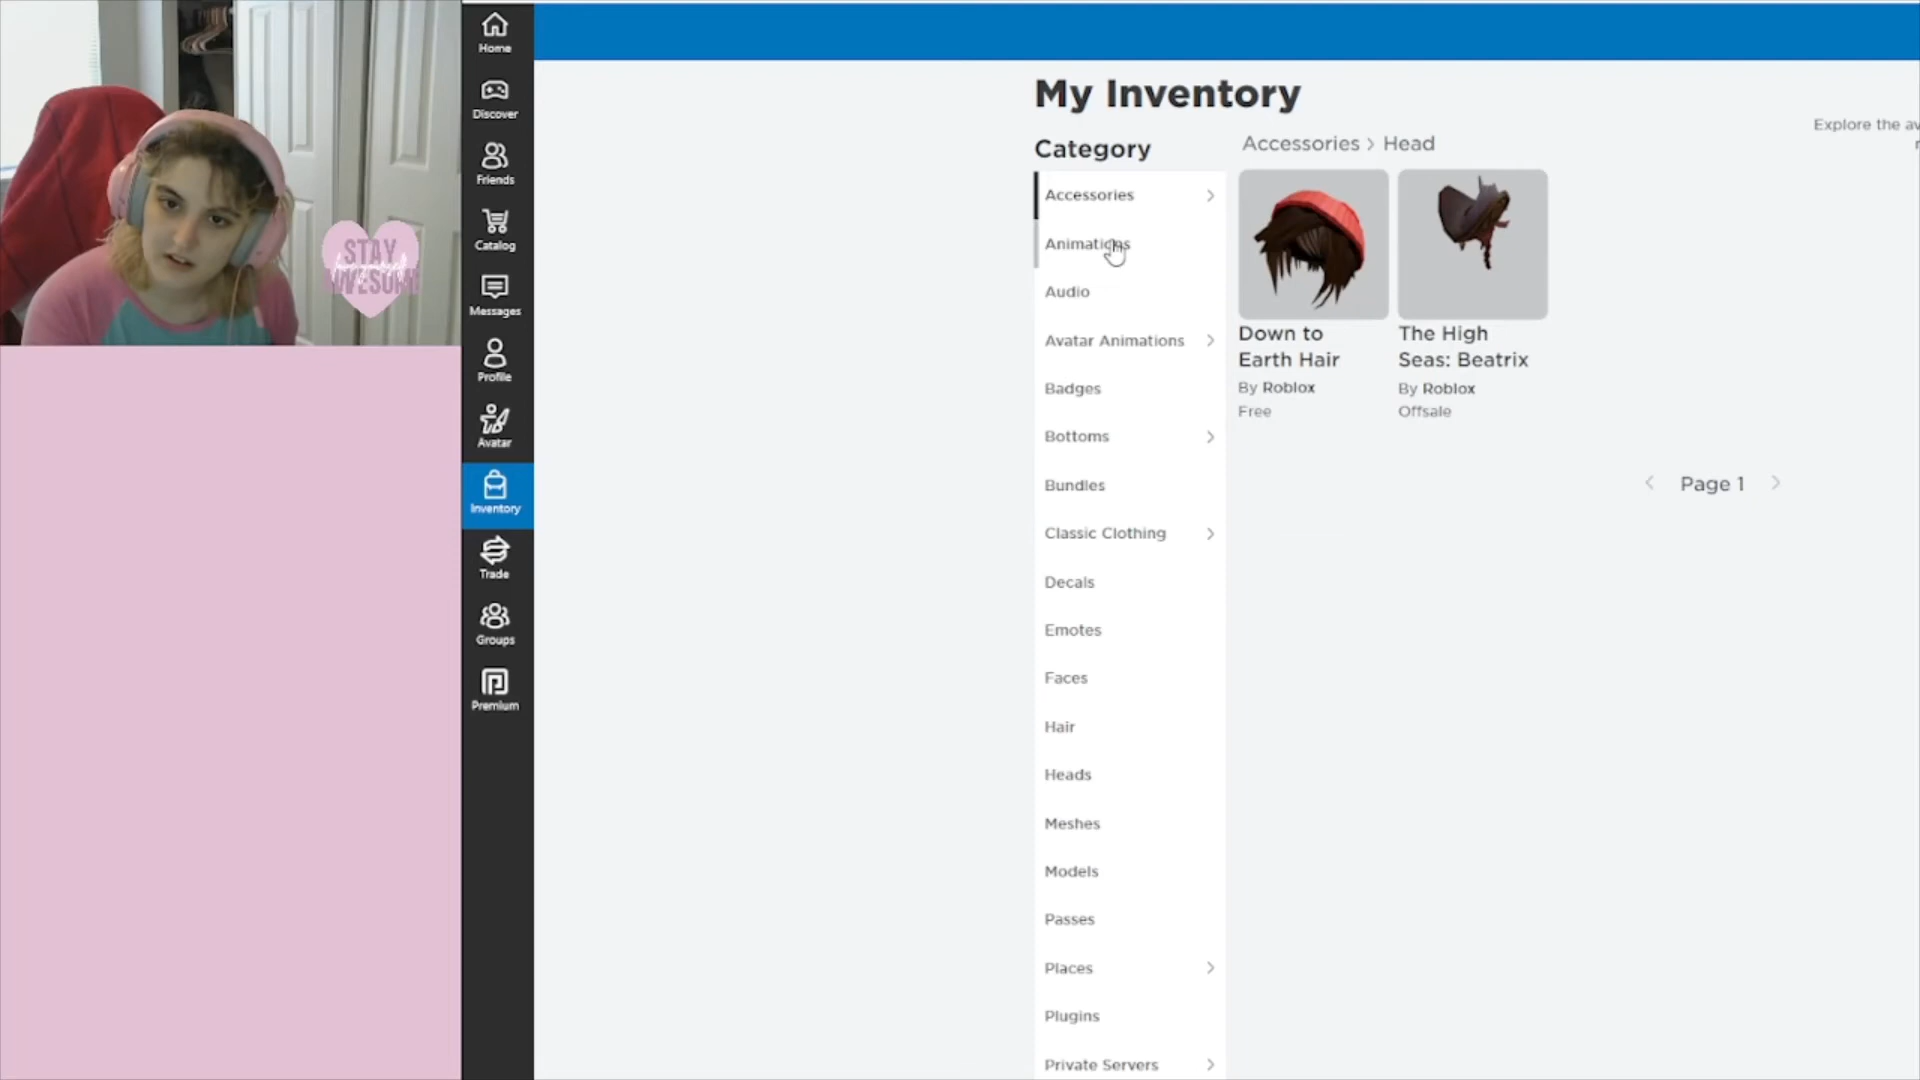 STAY
AWESOME
Home
Discover
Friends
Catalog
Messages
Profile
Avatar
Inventory
Trade
Groups
Premium
My Inventory
Category
Accessories
Animations
Audio
Avatar Animations
Badges
Bottoms
Bundles
Classic Clothing
Decals
Emotes
Faces
Hair
Heads
Meshes
Models
Passes
Places
Plugins
Private Servers
Accessories > Head
Down to
Earth Hair
By Roblox
Free
The High
Seas: Beatrix
By Roblox
Offsale
Page 1
Explore the av